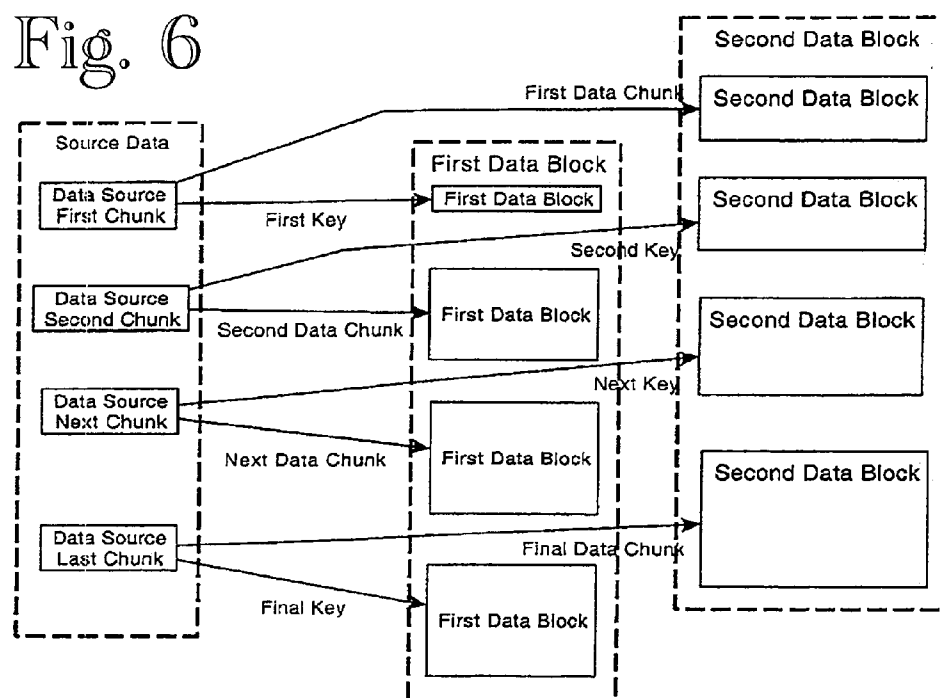 Fig. 6
Second Data Block
First Data Chunk
Second Data Block
Source Data
First Data Block
Data Source
First Chunk
First Key
First Data Block
Second Data Block
Second Key
Data Source
Second Chunk
Second Data Chunk
First Data Block
Second Data Block
Next Key
Data Source
Next Chunk
Next Data Chunk
First Data Block
Second Data Block
Data Source
Last Chunk
Final Data Chunk
Final Key
First Data Block